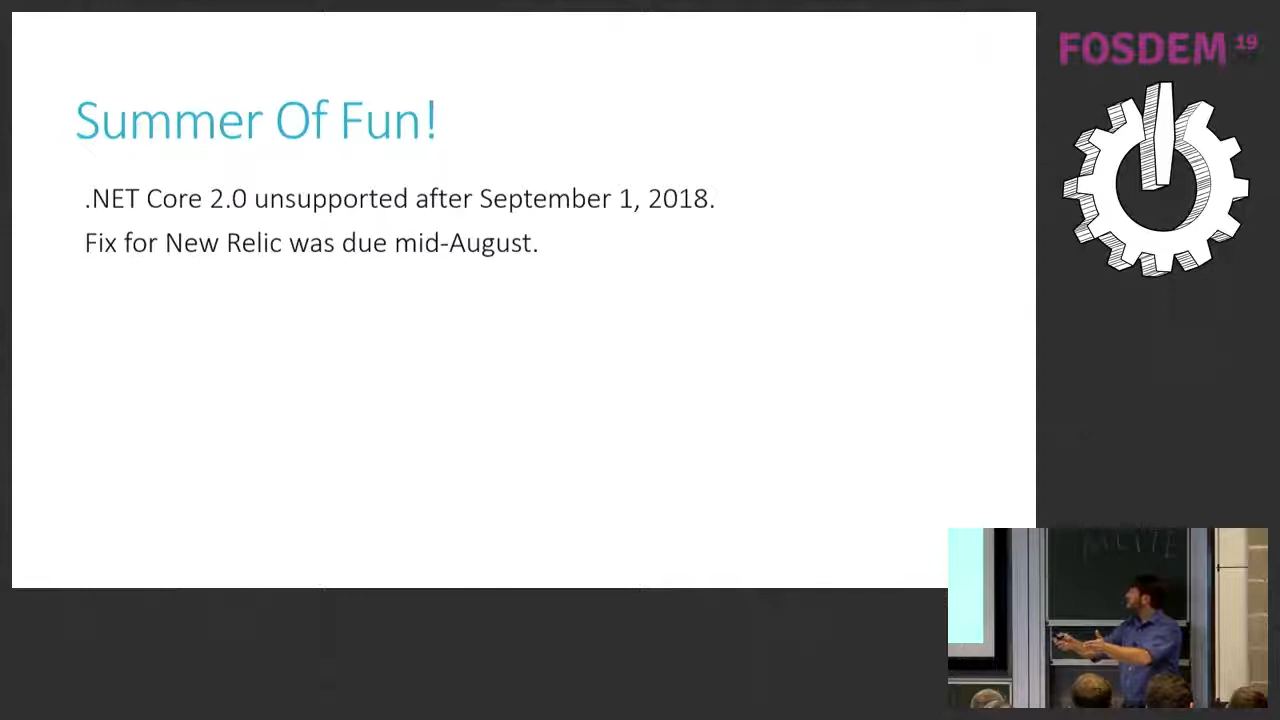 FOSDEM 19
Summer Of Fun!
.NET Core 2.0 unsupported after September 1, 2018.
Fix for New Relic was due mid-August.